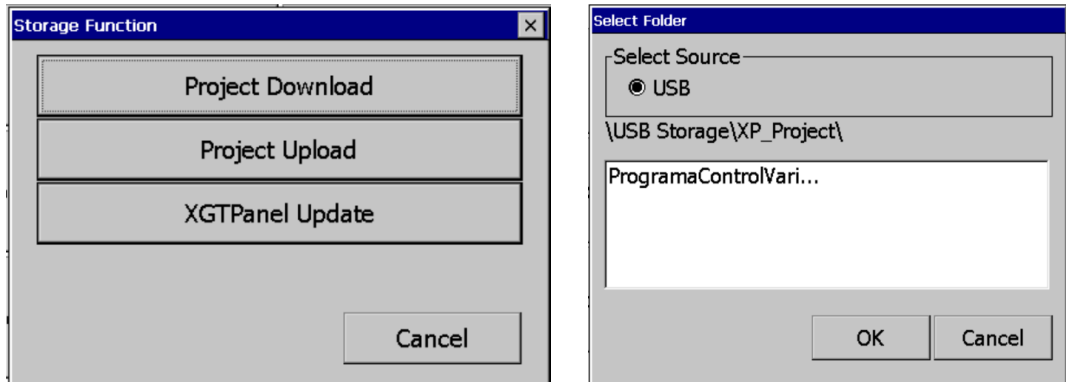 Storage Function
Project Download
Project Upload
XGTPanel Update
Cancel
Select Folder
Select Source
USB
\USB Storage\XP_Project\
ProgramaControlVari...
OK
Cancel